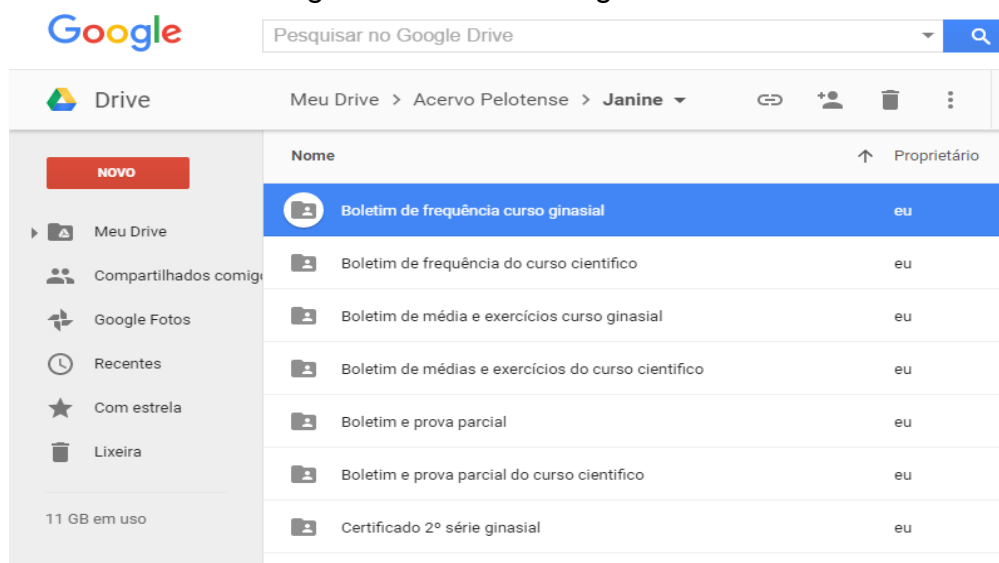 Google
Pesquisar no Google Drive
Drive
Meu Drive > Acervo Pelotense > Janine
NOVO
Meu Drive
Compartilhados comig
Google Fotos
Recentes
Com estrela
Lixeira
11 GB em uso
Nome Proprietário
Boletim de frequência curso ginasial eu
Boletim de frequência do curso cientifico eu
Boletim de média e exercícios curso ginasial eu
Boletim de médias e exercícios do curso cientifico eu
Boletim e prova parcial eu
Boletim e prova parcial do curso cientifico eu
Certificado 2º série ginasial eu